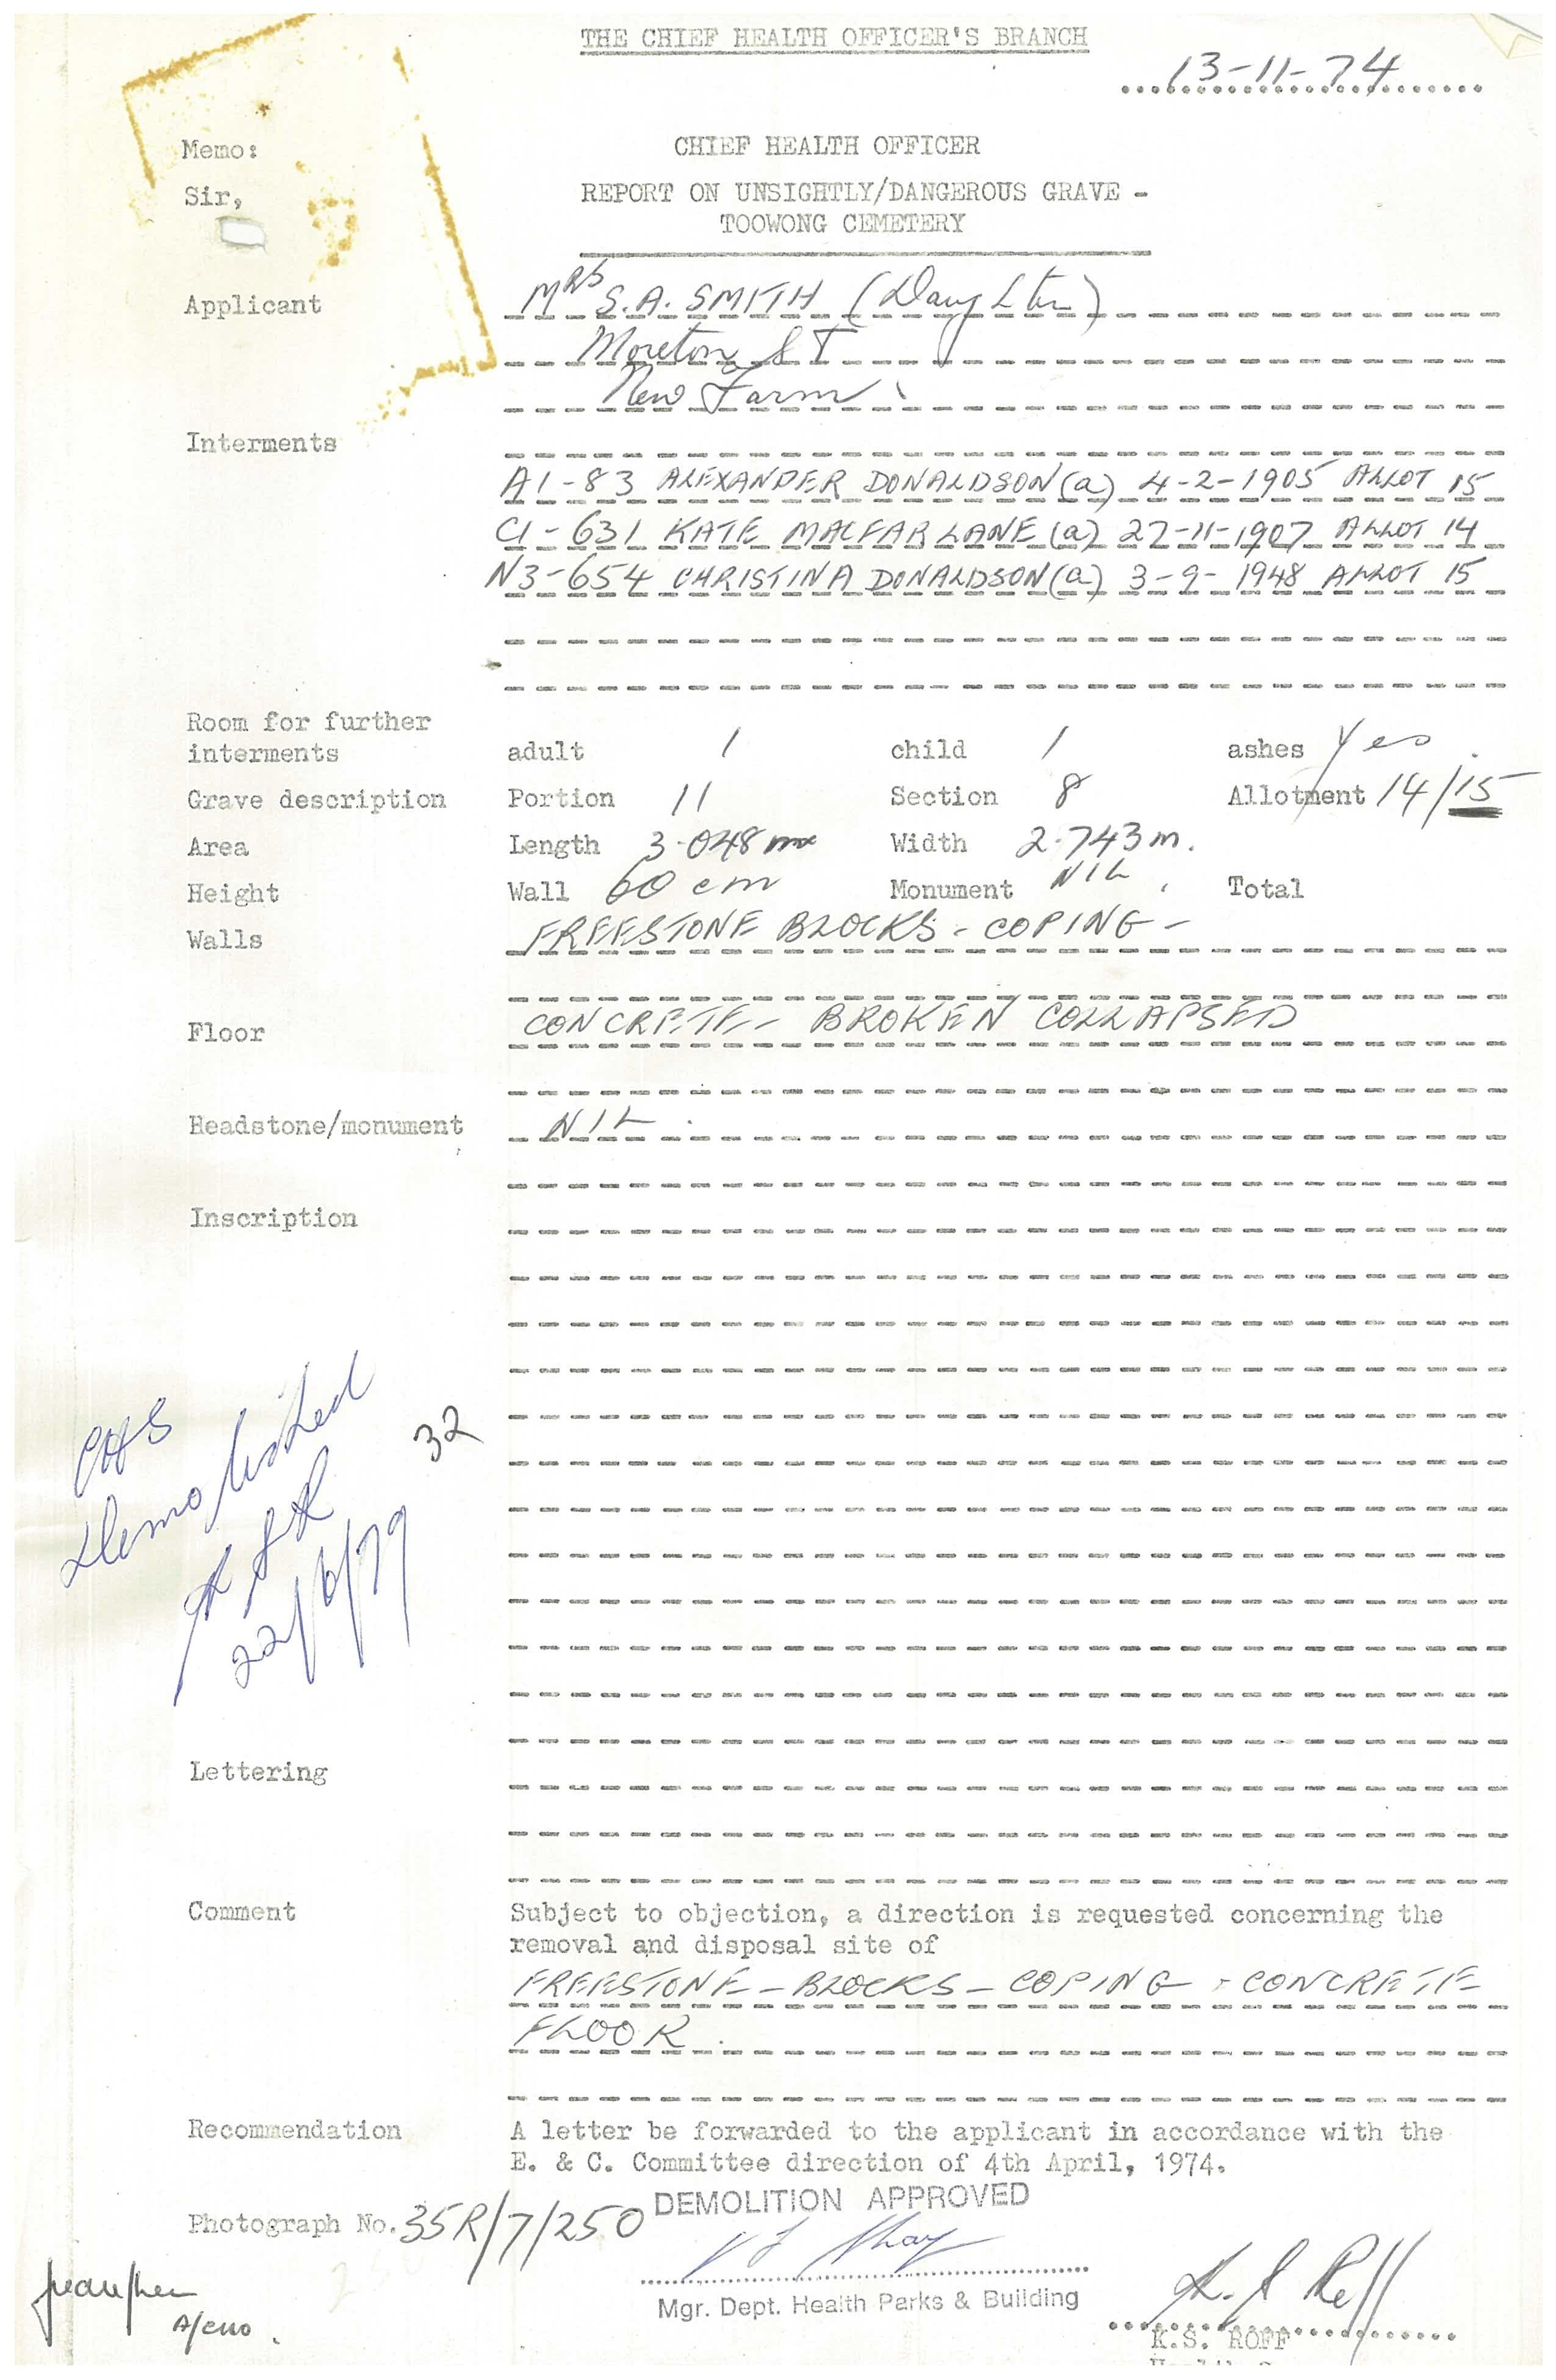 THE CHIEF HEALTH OFFICER'S BRANCH
13-11-74
Memo: CHIEF HEALTH OFFICER
Sir, REPORT ON UNSIGHTLY/DANGEROUS GRAVE -
TOOWONG CEMETERY
Applicant MRS S.A. SMITH (Daughter)
Moreton ST
New Farm
Interments
A1-83 ALEXANDER DONALDSON (a) 4-2-1905 ALLOT 15
C1-631 KATE MACFARLANE (a) 27-11-1907 ALLOT 14
N3-654 CHRISTINA DONALDSON (a) 3-9-1948 ALLOT 15
Room for further
interments adult 1 child 1 ashes Yes.
Grave description Portion 11 Section 8 Allotment 14/15
Area Length 3.048 m Width 2.743 m.
Height Wall 60 cm Monument NIL. Total
Walls FREESTONE BLOCKS - COPING -
Floor CONCRETE - BROKEN COLLAPSED
Headstone/monument NIL.
Inscription
CHS
Demolished
32
22/6/79
Lettering
Comment Subject to objection, a direction is requested concerning the
removal and disposal site of
FREESTONE - BLOCKS - COPING - CONCRETE
FLOOR.
Recommendation A letter be forwarded to the applicant in accordance with the
E. & C. Committee direction of 4th April, 1974.
DEMOLITION APPROVED
Photograph No. 35R/7/250
Mgr. Dept. Health Parks & Building
K.S. Roff
K.S. ROFF